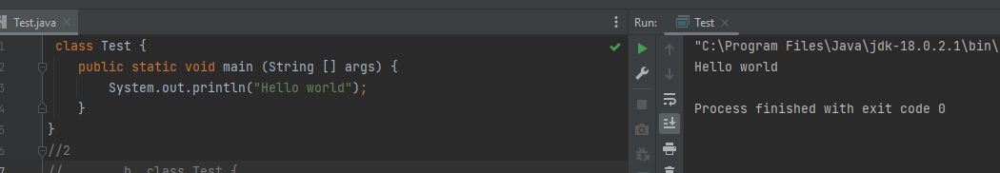 Test.java
Run: Test
1 class Test {
2 public static void main (String [] args) {
3 System.out.println("Hello world");
4 }
5 }
6 //2
7 // b. class Test {
"C:\Program Files\Java\jdk-18.0.2.1\bin\
Hello world
Process finished with exit code 0